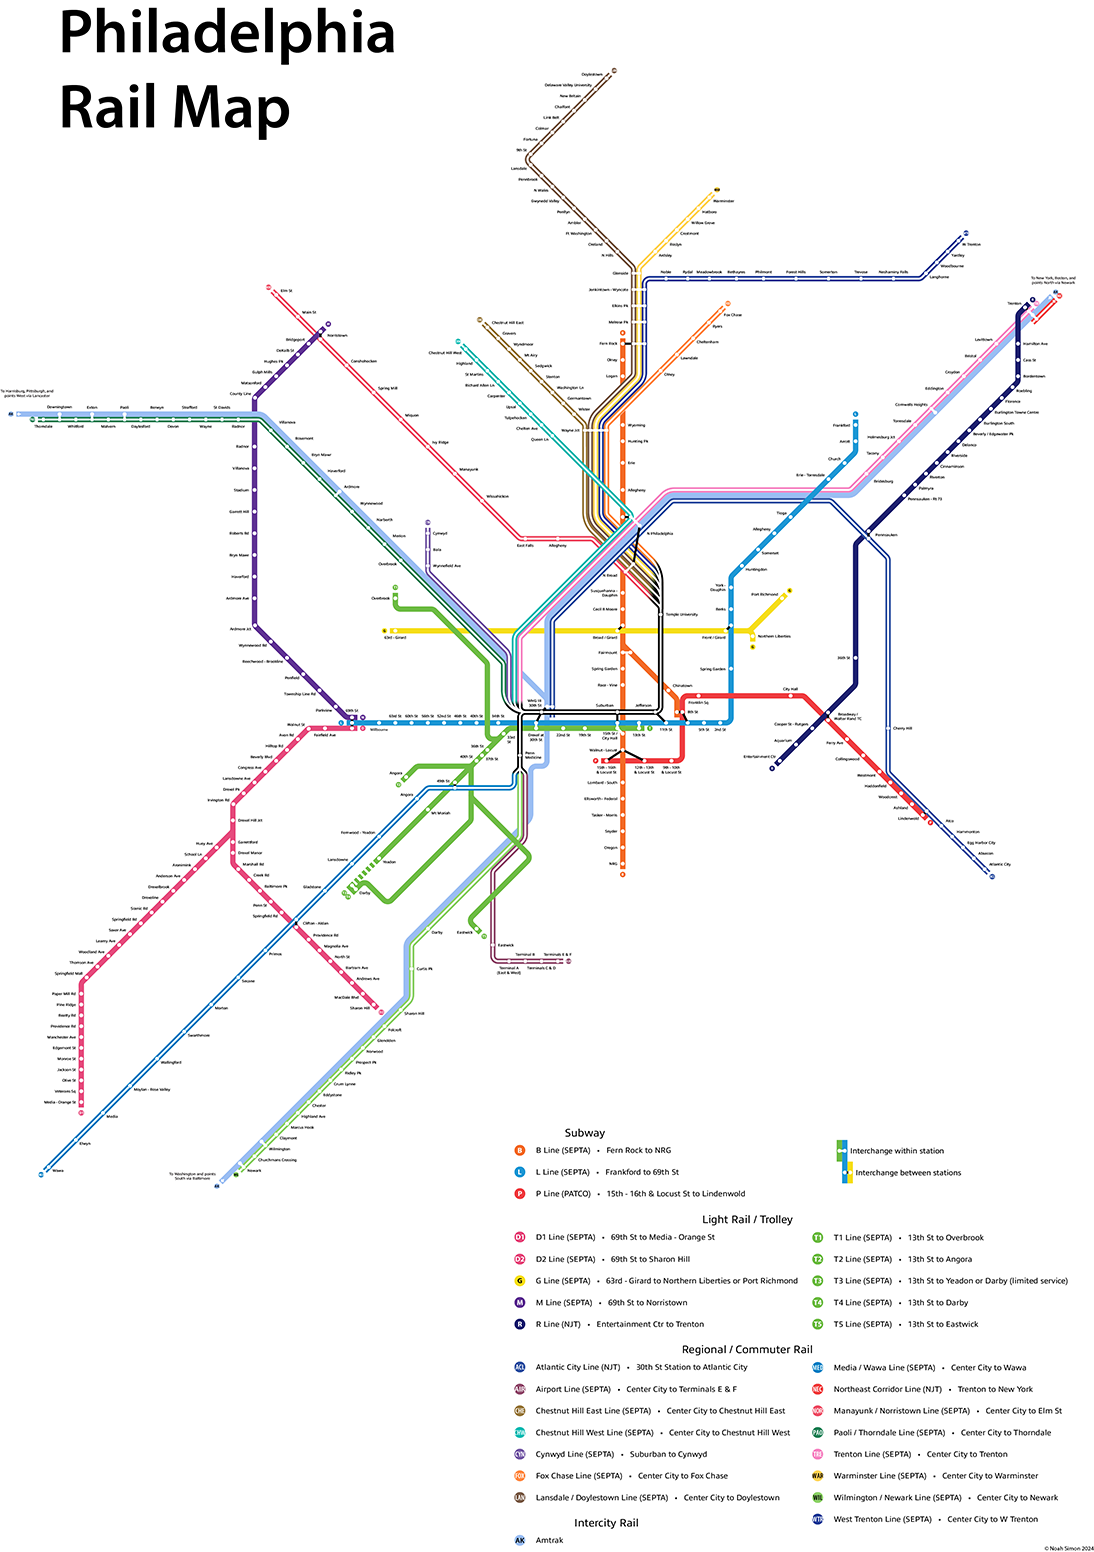 Philadelphia
Rail Map
Doylestown
Delaware Valley University
New Britain
Chalfont
Link Belt
Colmar
Fortuna
9th St
Lansdale
Pennbrook
N Wales
Gwynedd Valley
Penllyn
Ambler
Ft Washington
Oreland
N Hills
Glenside
Warminster
Hatboro
Willow Grove
Crestmont
Roslyn
Ardsley
W Trenton
Yardley
Woodbourne
Langhorne
Neshaminy Falls
Trevose
Somerton
Forest Hills
Philmont
Bethayres
Meadowbrook
Rydal
Noble
Jenkintown - Wyncote
Elkins Pk
Melrose Pk
Fern Rock
Olney
Logan
Wyoming
Hunting Pk
Erie
Allegheny
Fox Chase
Ryers
Cheltenham
Lawndale
Olney
To New York, Boston, and
points North via Newark
Trenton
Levittown
Bristol
Croydon
Eddington
Cornwells Heights
Torresdale
Holmesburg Jct
Tacony
Bridesburg
Hamilton Ave
Cass St
Bordentown
Roebling
Florence
Burlington Towne Centre
Burlington South
Beverly / Edgewater Pk
Delanco
Riverside
Cinnaminson
Riverton
Palmyra
Pennsauken - Rt 73
Pennsauken
36th St
Elm St
Main St
Norristown
Conshohocken
Spring Mill
Miquon
Ivy Ridge
Manayunk
Wissahickon
East Falls
Allegheny
Bridgeport
DeKalb St
Hughes Pk
Gulph Mills
Matsonford
County Line
Radnor
Villanova
Stadium
Garrett Hill
Roberts Rd
Bryn Mawr
Haverford
Ardmore Ave
Ardmore Jct
Wynnewood Rd
Beechwood - Brookline
Penfield
Township Line Rd
Parkview
69th St
Chestnut Hill East
Gravers
Wyndmoor
Mt Airy
Sedgwick
Stenton
Washington Ln
Germantown
Wister
Wayne Jct
Chestnut Hill West
Highland
St Martins
Richard Allen Ln
Carpenter
Upsal
Tulpehocken
Chelten Ave
Queen Ln
N Philadelphia
To Harrisburg, Pittsburgh, and
points West via Lancaster
Downingtown
Exton
Paoli
Berwyn
Strafford
St Davids
Thorndale
Whitford
Malvern
Daylesford
Devon
Wayne
Radnor
Villanova
Rosemont
Bryn Mawr
Haverford
Ardmore
Wynnewood
Narberth
Merion
Overbrook
Cynwyd
Bala
Wynnefield Ave
Frankford
Arrott
Church
Erie - Torresdale
Tioga
Allegheny
Somerset
Huntingdon
York -
Dauphin
Berks
Front / Girard
Spring Garden
Port Richmond
Northern Liberties
Overbrook
63rd - Girard
N Broad
Susquehanna -
Dauphin
Cecil B Moore
Broad / Girard
Fairmount
Spring Garden
Race - Vine
Temple University
Chinatown
8th St
Franklin Sq
City Hall
Broadway /
Walter Rand TC
Cooper St - Rutgers
Aquarium
Entertainment Ctr
Ferry Ave
Collingswood
Westmont
Haddonfield
Woodcrest
Ashland
Lindenwold
Cherry Hill
Atco
Hammonton
Egg Harbor City
Absecon
Atlantic City
Millbourne
63rd St
60th St
56th St
52nd St
46th St
40th St
34th St
30th St
Suburban
Jefferson
33rd
St
Drexel at
30th St
22nd St
19th St
15th St /
City Hall
13th St
11th St
5th St
2nd St
Walnut - Locust
15th - 16th
& Locust St
12th - 13th
& Locust St
9th - 10th
& Locust St
Lombard - South
Ellsworth - Federal
Tasker - Morris
Snyder
Oregon
NRG
Penn
Medicine
36th St
37th St
40th St
49th St
Angora
Angora
Mt Moriah
Fernwood - Yeadon
Lansdowne
Gladstone
Clifton - Aldan
Primos
Secane
Morton
Swarthmore
Wallingford
Moylan - Rose Valley
Media
Elwyn
Wawa
Yeadon
Darby
Darby
Curtis Pk
Sharon Hill
Folcroft
Glenolden
Norwood
Prospect Pk
Ridley Pk
Crum Lynne
Eddystone
Chester
Highland Ave
Marcus Hook
Claymont
Wilmington
Churchmans Crossing
Newark
To Washington and points
South via Baltimore
Eastwick
Eastwick
Terminal A
(East & West)
Terminal B
Terminals C & D
Terminals E & F
Walnut St
Fairfield Ave
Avon Rd
Hilltop Rd
Beverly Blvd
Congress Ave
Lansdowne Ave
Drexel Pk
Irvington Rd
Drexel Hill Jct
Garrettford
Drexel Manor
Marshall Rd
Creek Rd
Baltimore Pk
Penn St
Springfield Rd
Providence Rd
Magnolia Ave
North St
Bartram Ave
Andrews Ave
MacDade Blvd
Sharon Hill
Huey Ave
School Ln
Aronimink
Anderson Ave
Drexelbrook
Drexeline
Scenic Rd
Springfield Rd
Saxer Ave
Leamy Ave
Woodland Ave
Thomson Ave
Springfield Mall
Paper Mill Rd
Pine Ridge
Beatty Rd
Providence Rd
Manchester Ave
Edgemont St
Monroe St
Jackson St
Olive St
Veterans Sq
Media - Orange St
Subway
B B Line (SEPTA) • Fern Rock to NRG
L L Line (SEPTA) • Frankford to 69th St
P P Line (PATCO) • 15th - 16th & Locust St to Lindenwold
Interchange within station
Interchange between stations
Light Rail / Trolley
D1 D1 Line (SEPTA) • 69th St to Media - Orange St
D2 D2 Line (SEPTA) • 69th St to Sharon Hill
G G Line (SEPTA) • 63rd - Girard to Northern Liberties or Port Richmond
M M Line (SEPTA) • 69th St to Norristown
R R Line (NJT) • Entertainment Ctr to Trenton
T1 T1 Line (SEPTA) • 13th St to Overbrook
T2 T2 Line (SEPTA) • 13th St to Angora
T3 T3 Line (SEPTA) • 13th St to Yeadon or Darby (limited service)
T4 T4 Line (SEPTA) • 13th St to Darby
T5 T5 Line (SEPTA) • 13th St to Eastwick
Regional / Commuter Rail
ACL Atlantic City Line (NJT) • 30th St Station to Atlantic City
AIR Airport Line (SEPTA) • Center City to Terminals E & F
CHE Chestnut Hill East Line (SEPTA) • Center City to Chestnut Hill East
CHW Chestnut Hill West Line (SEPTA) • Center City to Chestnut Hill West
CYN Cynwyd Line (SEPTA) • Suburban to Cynwyd
FOX Fox Chase Line (SEPTA) • Center City to Fox Chase
LAN Lansdale / Doylestown Line (SEPTA) • Center City to Doylestown
MED Media / Wawa Line (SEPTA) • Center City to Wawa
NEC Northeast Corridor Line (NJT) • Trenton to New York
NOR Manayunk / Norristown Line (SEPTA) • Center City to Elm St
PAO Paoli / Thorndale Line (SEPTA) • Center City to Thorndale
TRE Trenton Line (SEPTA) • Center City to Trenton
WAR Warminster Line (SEPTA) • Center City to Warminster
WIL Wilmington / Newark Line (SEPTA) • Center City to Newark
WTR West Trenton Line (SEPTA) • Center City to W Trenton
Intercity Rail
AK Amtrak
© Noah Simon 2024